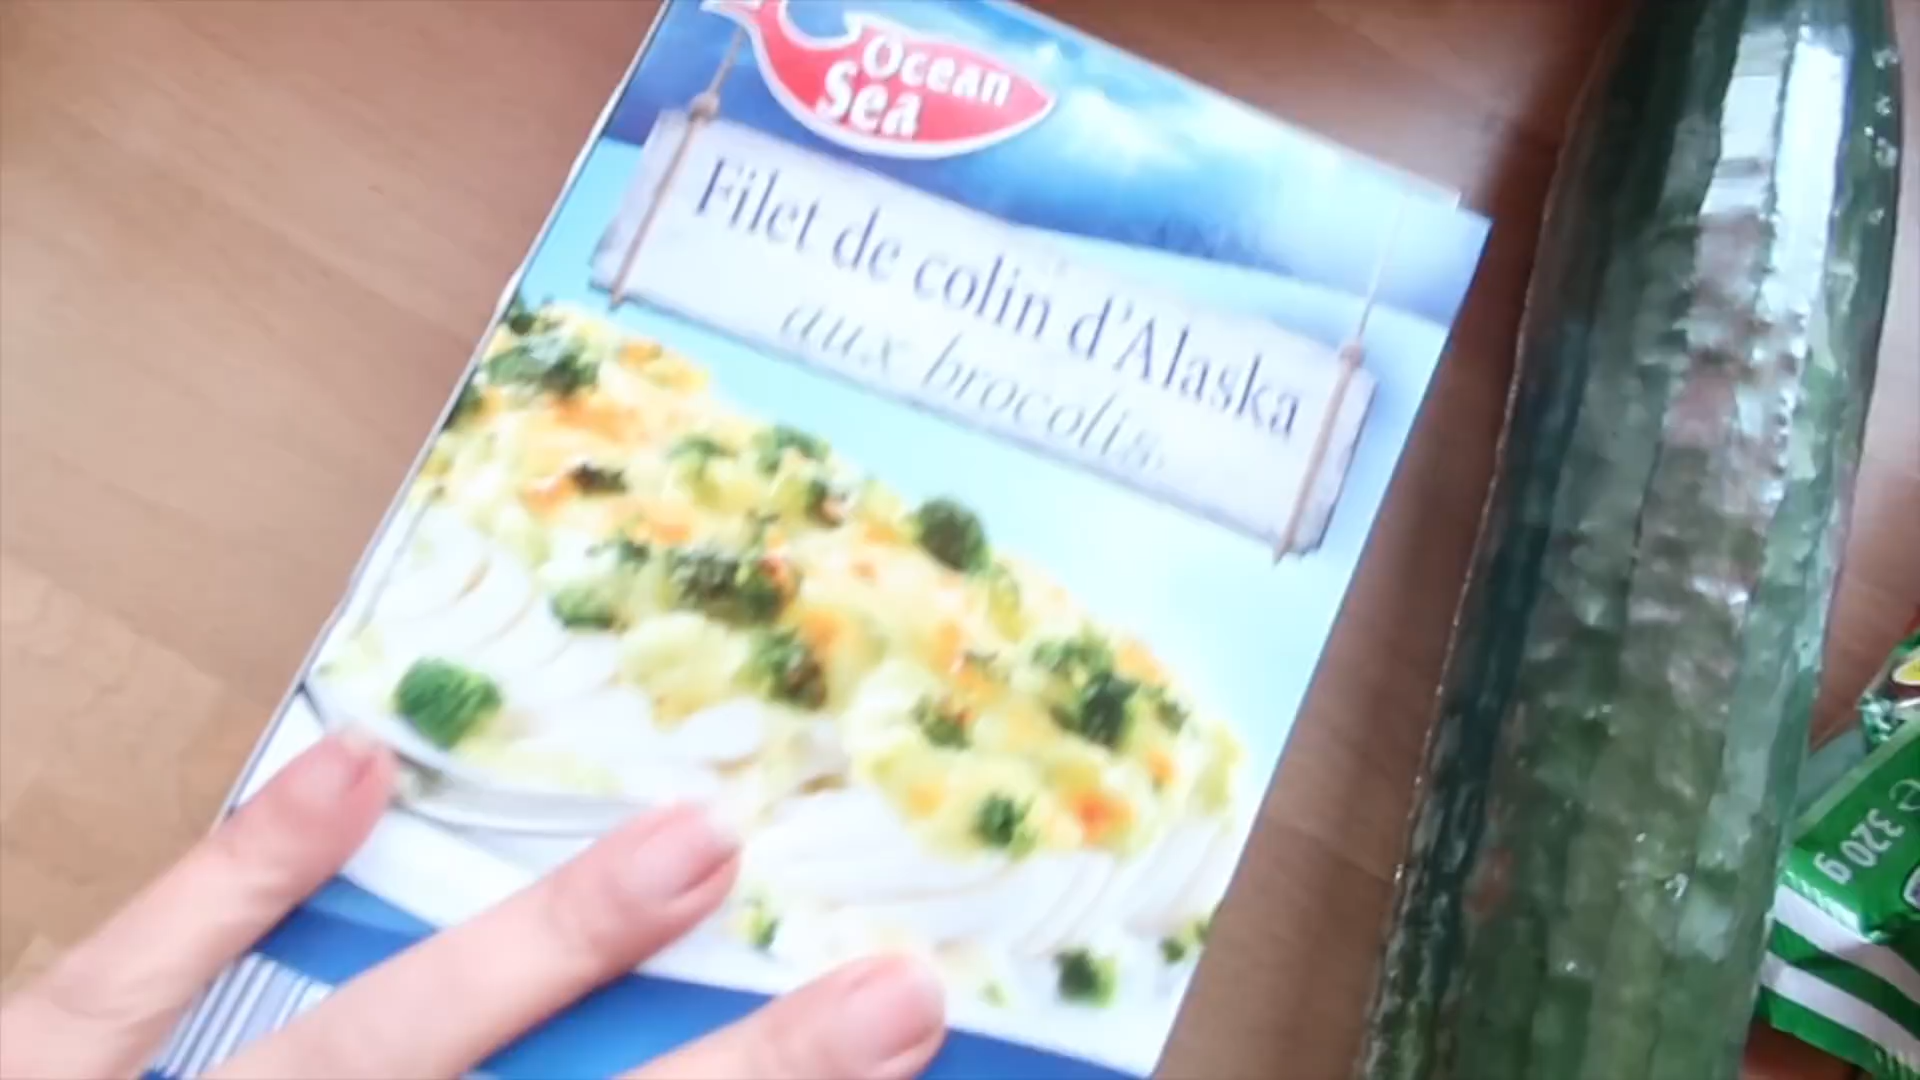 Ocean
Sea
Filet de colin d'Alaska
aux brocolis
e 320g